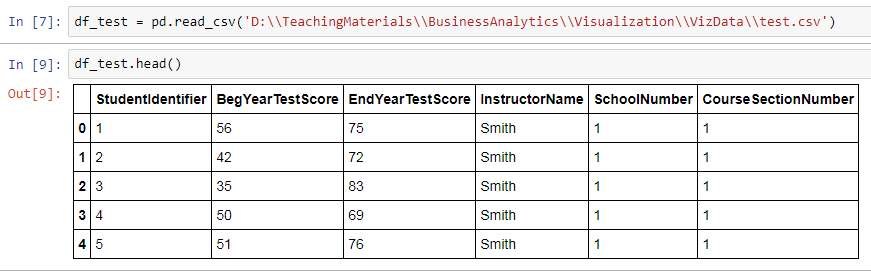 In [7]: df_test = pd.read_csv('D:\\TeachingMaterials\\BusinessAnalytics\\Visualization\\VizData\\test.csv')
In [9]: df_test.head()
Out[9]:
StudentIdentifier BegYearTestScore EndYearTestScore InstructorName SchoolNumber CourseSectionNumber
0 1 56 75 Smith 1 1
1 2 42 72 Smith 1 1
2 3 35 83 Smith 1 1
3 4 50 69 Smith 1 1
4 5 51 76 Smith 1 1